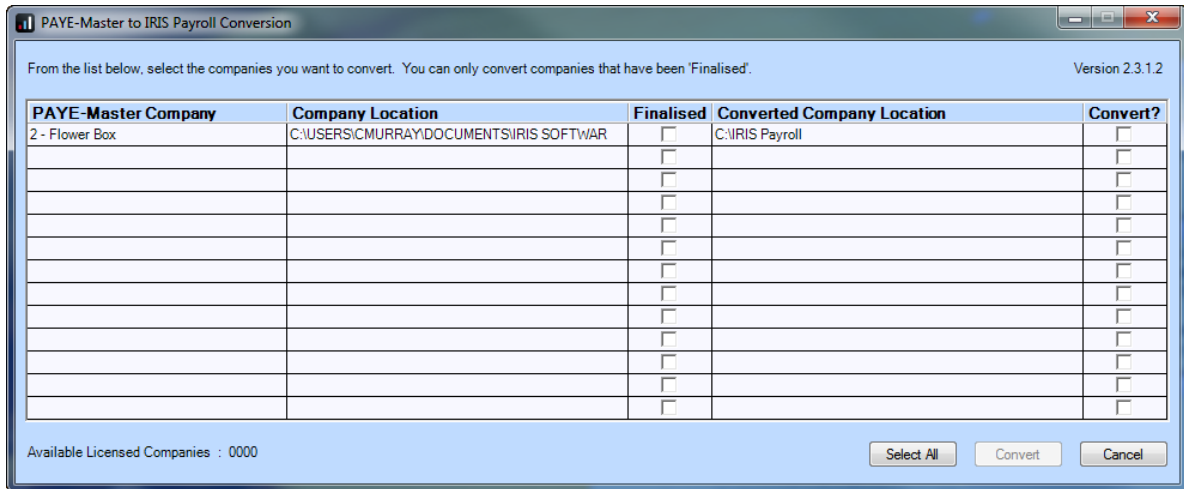 PAYE-Master to IRIS Payroll Conversion
From the list below, select the companies you want to convert. You can only convert companies that have been 'Finalised'. Version 2.3.1.2
PAYE-Master Company Company Location Finalised Converted Company Location Convert?
2 - Flower Box C:\USERS\CMURRAY\DOCUMENTS\IRIS SOFTWAR C:\IRIS Payroll
Available Licensed Companies : 0000 Select All Convert Cancel